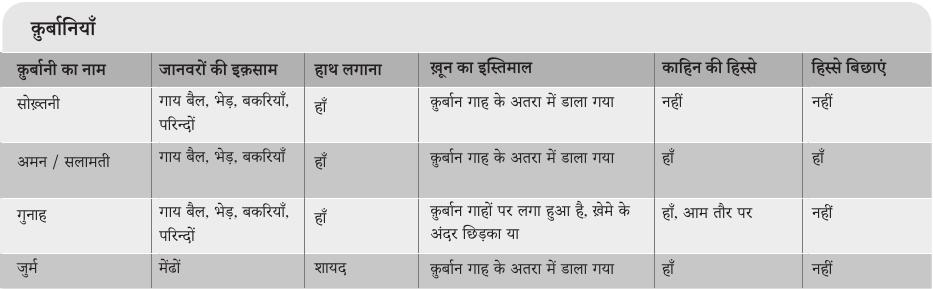 क़ुर्बानियाँ
क़ुर्बानी का नाम जानवरों की इक़साम हाथ लगाना ख़ून का इस्तिमाल काहिन की हिस्से हिस्से बिछाएं
सोख़्तनी गाय बैल, भेड़, बकरियाँ, हाँ क़ुर्बान गाह के अतरा में डाला गया नहीं नहीं
परिन्दों
अमन / सलामती गाय बैल, भेड़, बकरियाँ हाँ क़ुर्बान गाह के अतरा में डाला गया हाँ हाँ
गुनाह गाय बैल, भेड़, बकरियाँ, हाँ क़ुर्बान गाहों पर लगा हुआ है, ख़ेमे के हाँ, आम तौर पर नहीं
परिन्दों अंदर छिड़का या
जुर्म मेंढों शायद क़ुर्बान गाह के अतरा में डाला गया हाँ नहीं